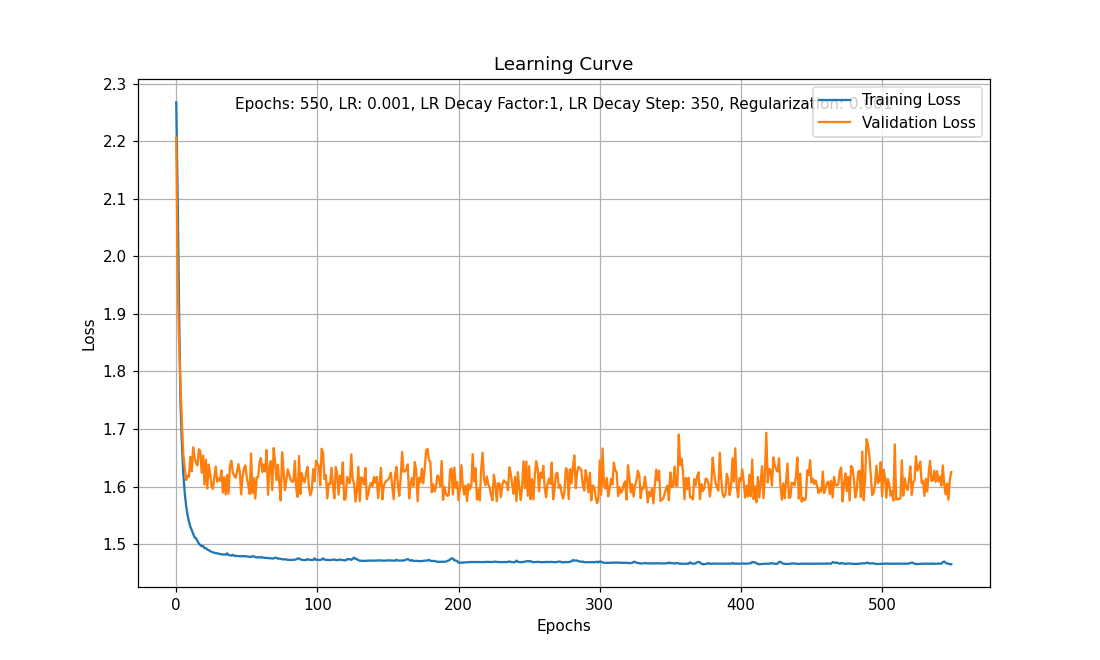 Learning Curve
Epochs: 550, LR: 0.001, LR Decay Factor:1, LR Decay Step: 350, Regularization: 0.001
Training Loss
Validation Loss
2.3
2.2
2.1
2.0
1.9
1.8
1.7
1.6
1.5
Loss
0 100 200 300 400 500
Epochs